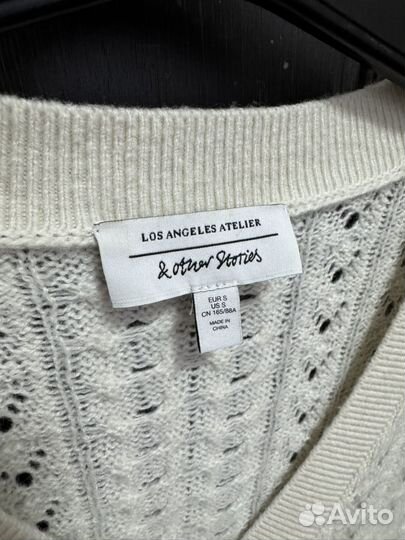 LOS ANGELES ATELIER
& Other Stories
EUR S
US S
CN 165/88A
MADE IN
CHINA
Avito